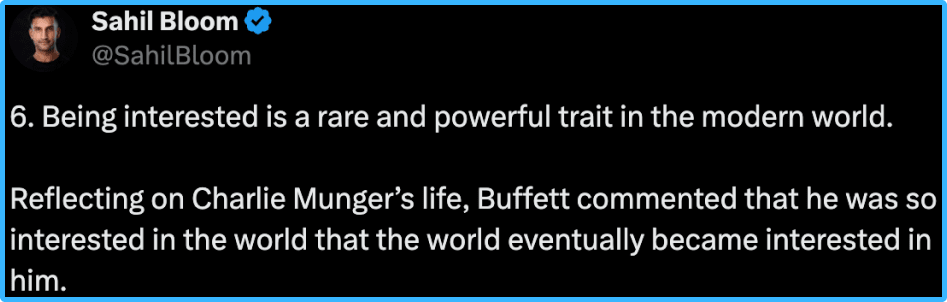 Sahil Bloom
@SahilBloom
6. Being interested is a rare and powerful trait in the modern world.
Reflecting on Charlie Munger’s life, Buffett commented that he was so
interested in the world that the world eventually became interested in
him.